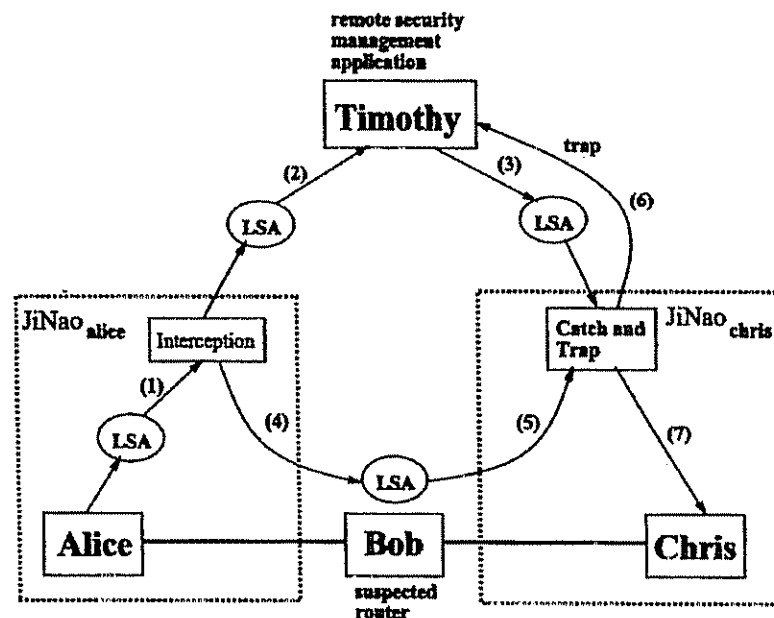 remote security
management
application
Timothy
trap
(2)
(3)
(6)
LSA
LSA
JiNao alice
Interception
Catch and
Trap
JiNao chris
(1)
(4)
(5)
(7)
LSA
LSA
Alice
Bob
Chris
suspected
router